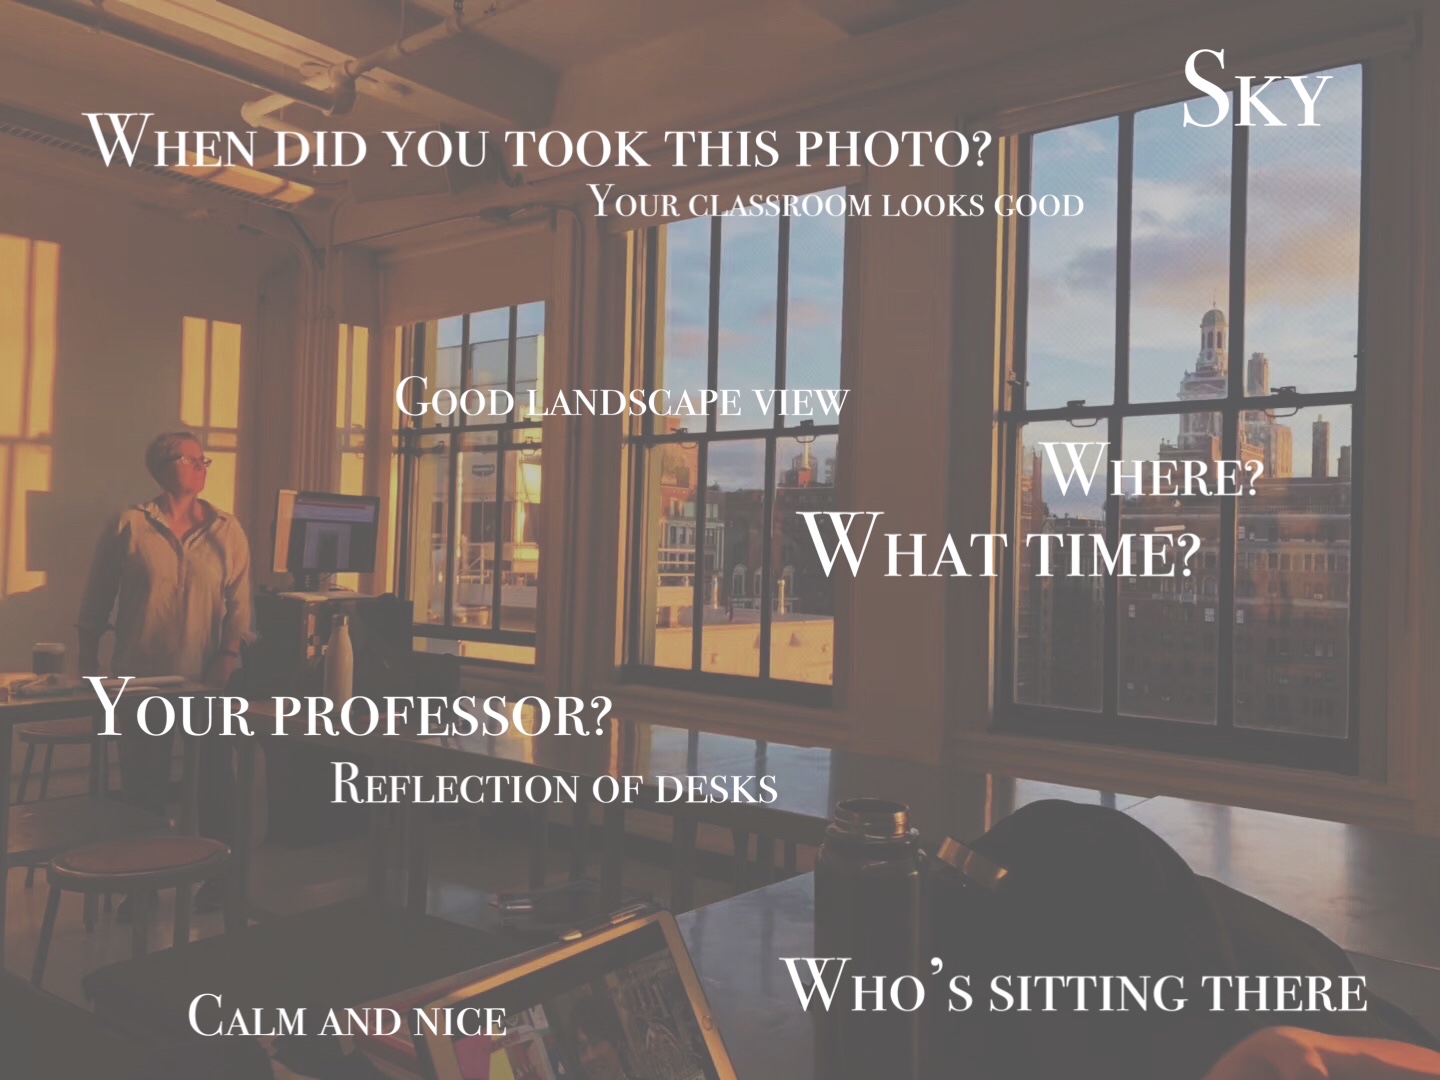 Sky
When did you took this photo?
Your classroom looks good
Good landscape view
Where?
What time?
Your professor?
Reflection of desks
Who's sitting there
Calm and nice